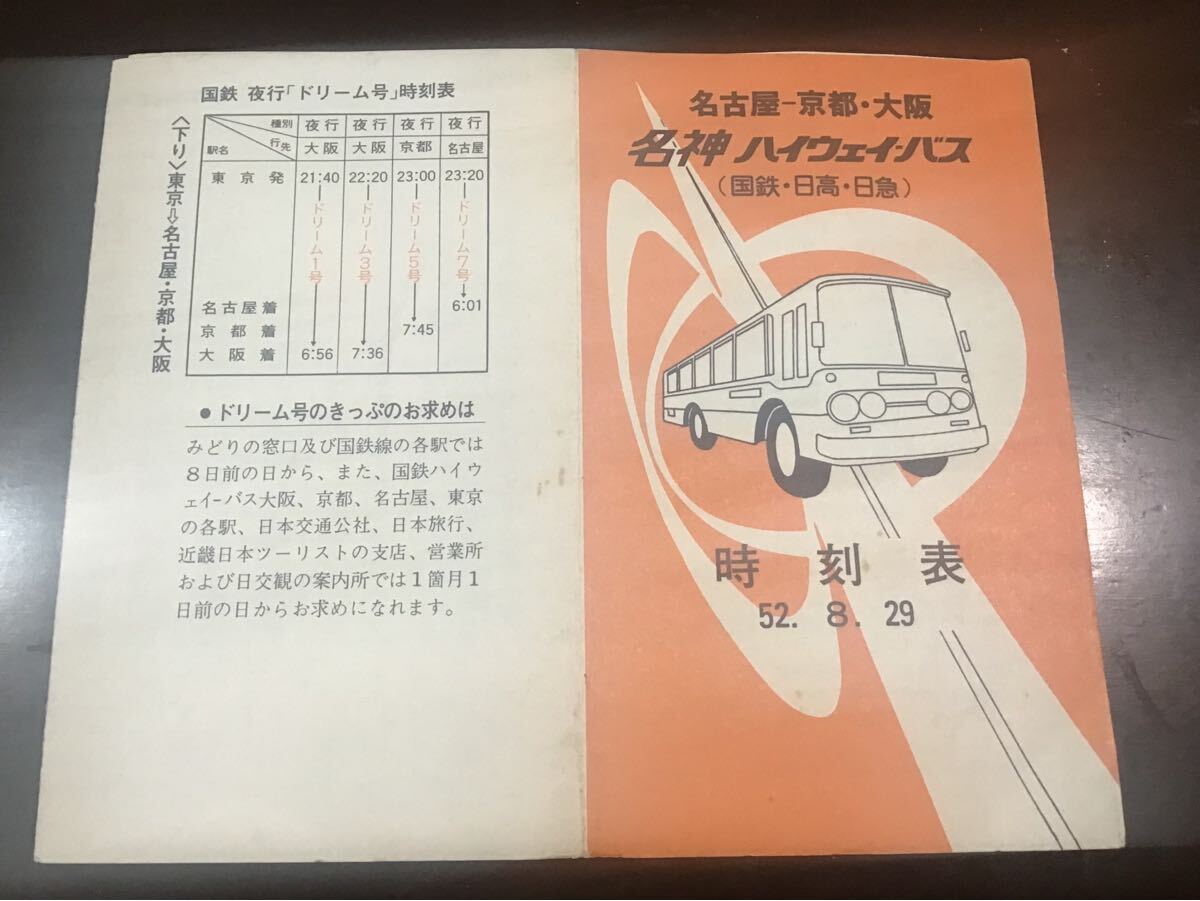 国鉄 夜行「ドリーム号」時刻表
〈下り〉東京⇨名古屋・京都・大阪
種別 夜行 夜行 夜行 夜行
駅名 行先 大阪 大阪 京都 名古屋
東京発 21:40 22:20 23:00 23:20
ドリーム1号 ドリーム3号 ドリーム5号 ドリーム7号
名古屋着 6:01
京都着 7:45
大阪着 6:56 7:36
●ドリーム号のきっぷのお求めは
みどりの窓口及び国鉄線の各駅では
8日前の日から、また、国鉄ハイウ
ェイーバス大阪、京都、名古屋、東京
の各駅、日本交通公社、日本旅行、
近畿日本ツーリストの支店、営業所
および日交観の案内所では1箇月1
日前の日からお求めになれます。
名古屋－京都・大阪
名神 ハイウェイーバス
(国鉄・日高・日急)
時刻表
52. 8. 29